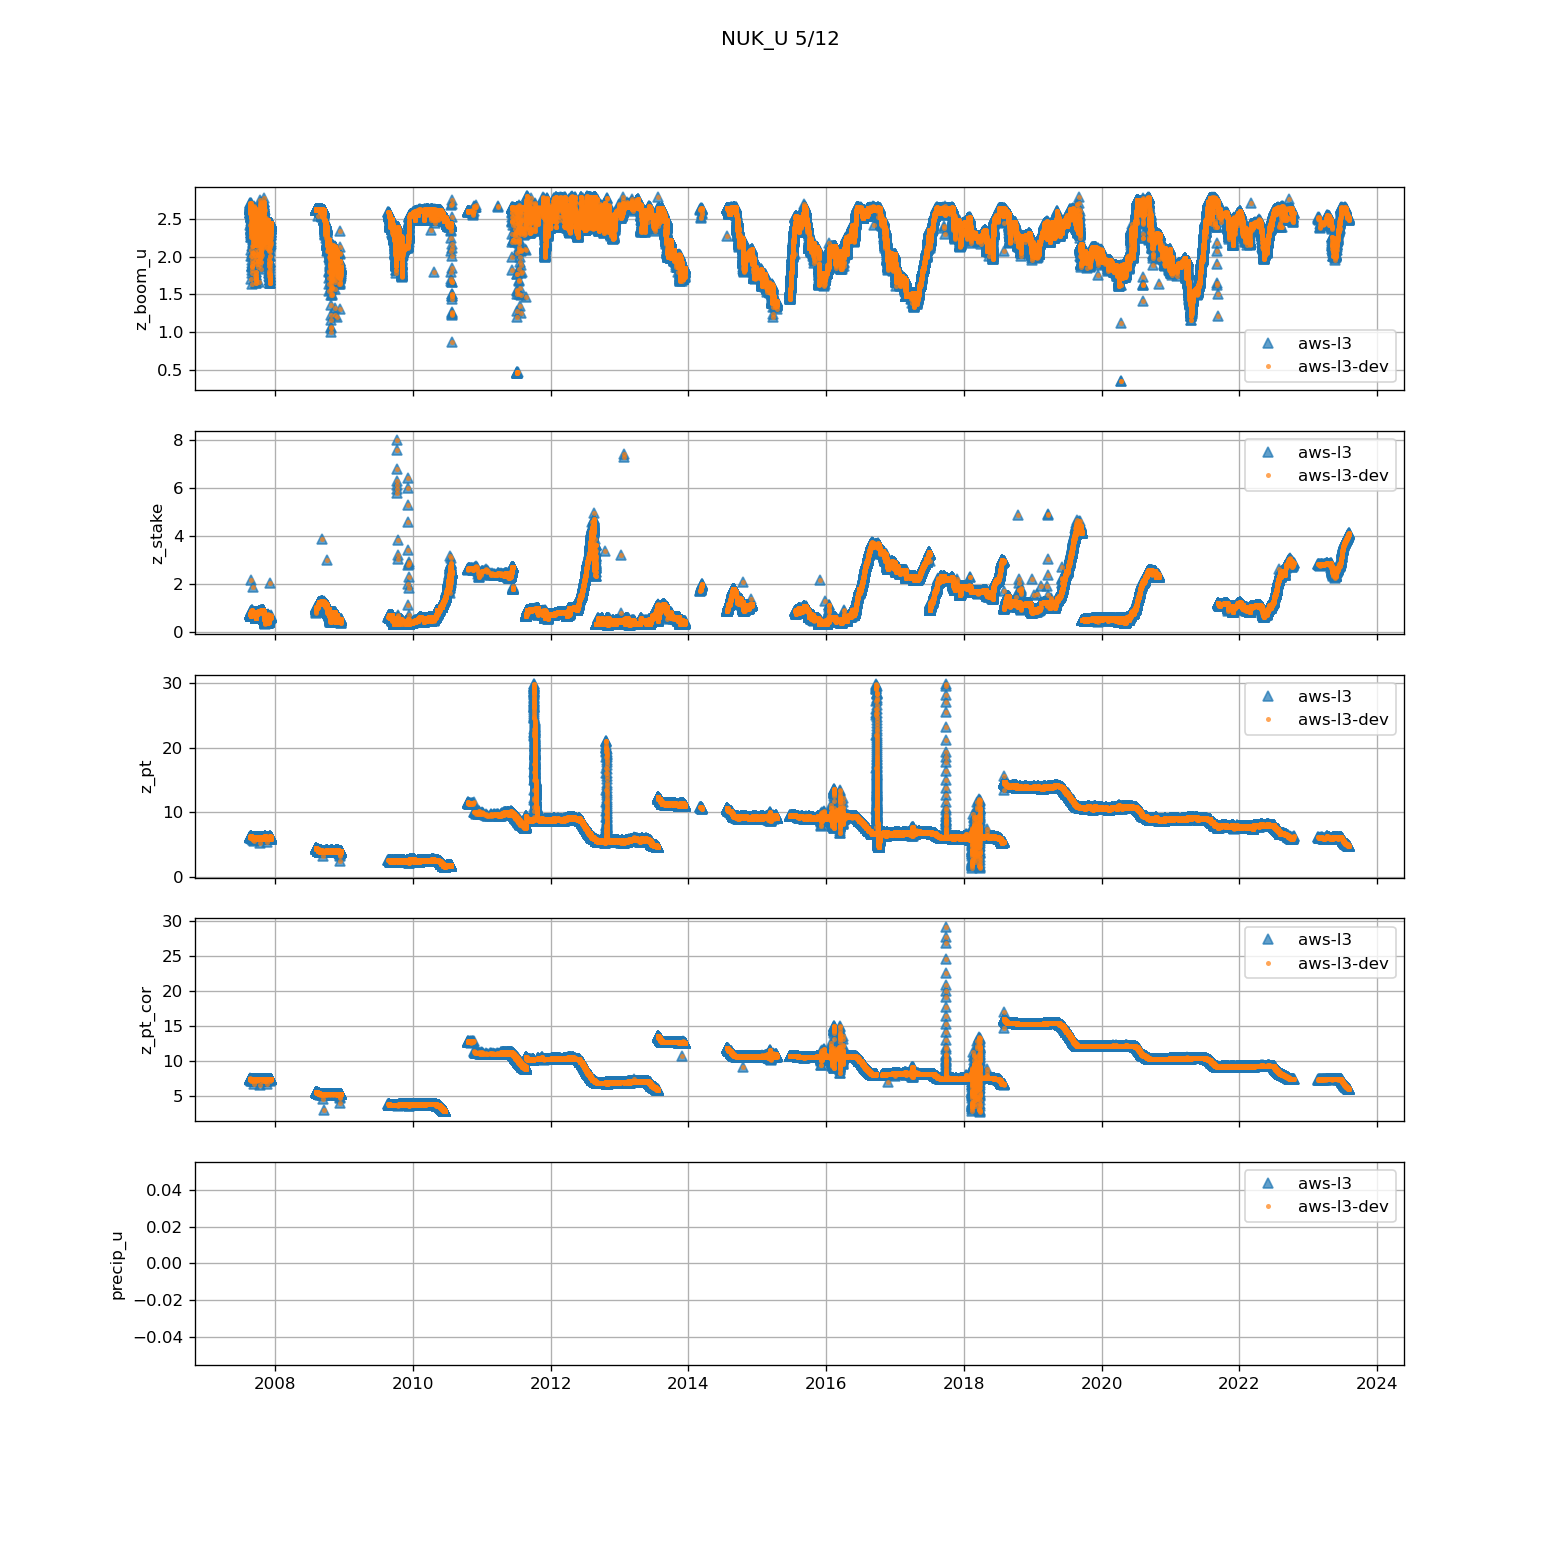 NUK_U 5/12
2.5
2.0
1.5
1.0
0.5
z_boom_u
aws-l3
aws-l3-dev
8
6
4
2
0
z_stake
aws-l3
aws-l3-dev
30
20
10
0
z_pt
aws-l3
aws-l3-dev
30
25
20
15
10
5
z_pt_cor
aws-l3
aws-l3-dev
0.04
0.02
0.00
−0.02
−0.04
precip_u
aws-l3
aws-l3-dev
2008 2010 2012 2014 2016 2018 2020 2022 2024